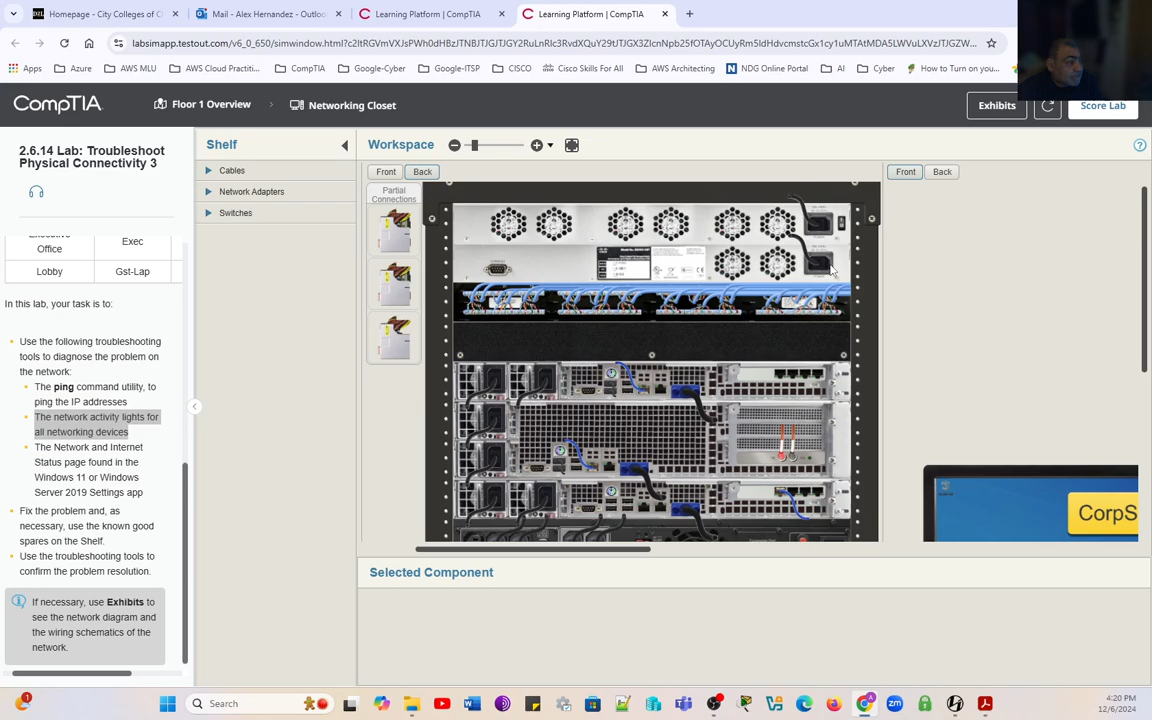 Homepage - City Colleges of C
Mail - Alex Hernandez - Outloo
Learning Platform | CompTIA
Learning Platform | CompTIA
Apps
Azure
AWS MLU
AWS Cloud Practiti...
CompTIA
Google-Cyber
Google-ITSP
CISCO
Cisco Skills For All
AWS Architecting
NDG Online Portal
AI
Cyber
How to Turn on you...
CompTIA.
Floor 1 Overview
Networking Closet
Exhibits
Score Lab
2.6.14 Lab: Troubleshoot
Physical Connectivity 3
Office
Exec
Lobby
Gst-Lap
In this lab, your task is to:
Use the following troubleshooting
tools to diagnose the problem on
the network:
The ping command utility, to
ping the IP addresses
The network activity lights for
all networking devices
The Network and Internet
Status page found in the
Windows 11 or Windows
Server 2019 Settings app
Fix the problem and, as
necessary, use the known good
spares on the Shelf.
Use the troubleshooting tools to
confirm the problem resolution.
If necessary, use Exhibits to
see the network diagram and
the wiring schematics of the
network.
Shelf
Cables
Network Adapters
Switches
Workspace
Front
Back
Partial
Connections
Front
Back
CorpS
Selected Component
1
Search
4:20 PM
12/6/2024